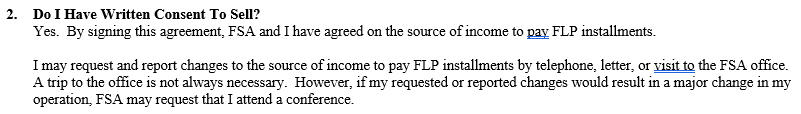 2. Do I Have Written Consent To Sell?
Yes.  By signing this agreement, FSA and I have agreed on the source of income to pay FLP installments.
I may request and report changes to the source of income to pay FLP installments by telephone, letter, or visit to the FSA office.
A trip to the office is not always necessary.  However, if my requested or reported changes would result in a major change in my
operation, FSA may request that I attend a conference.